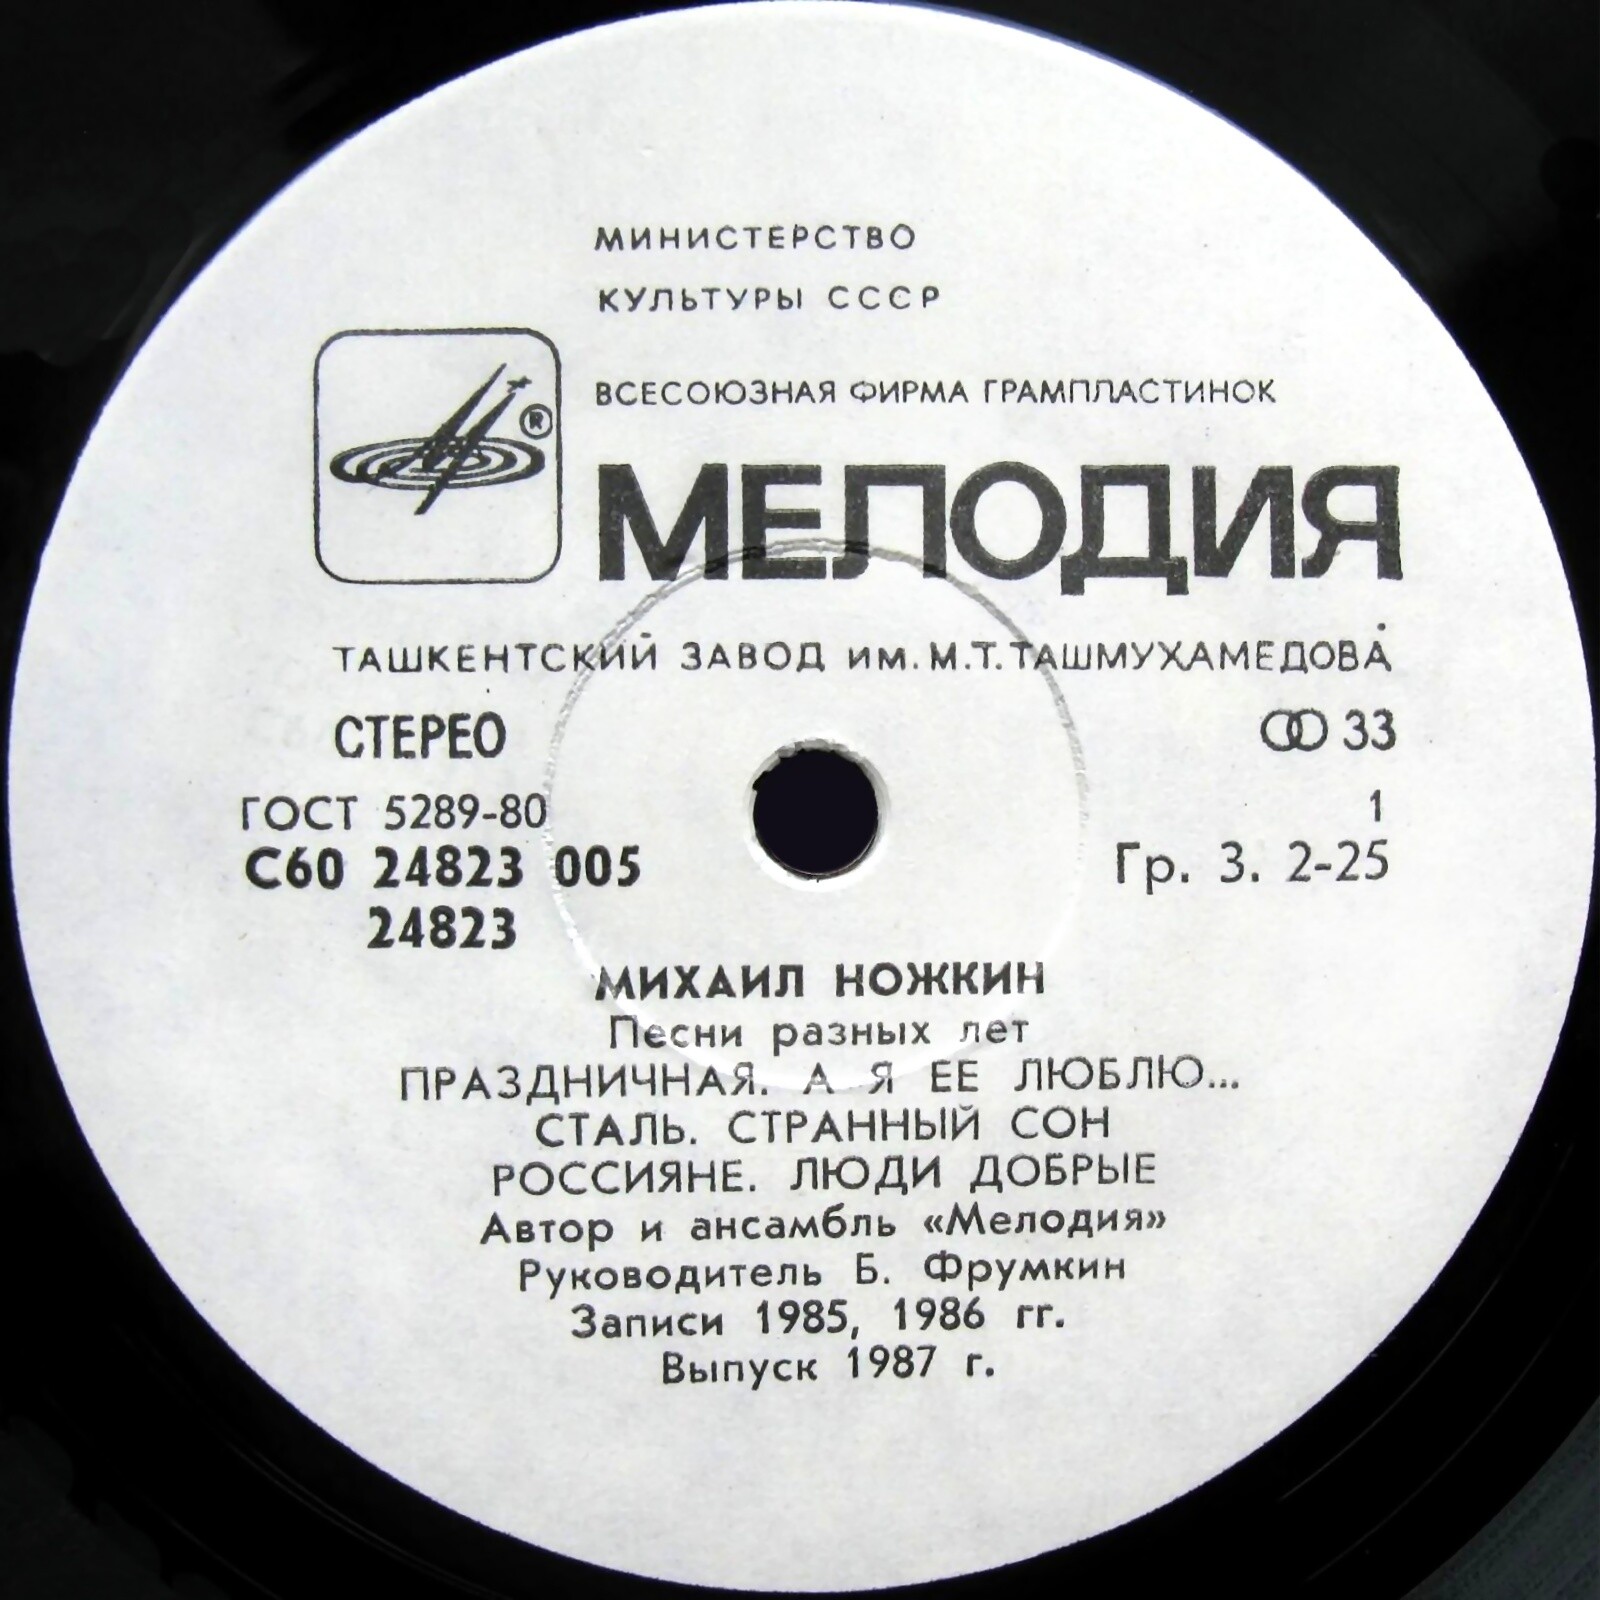 МИНИСТЕРСТВО
КУЛЬТУРЫ СССР
ВСЕСОЮЗНАЯ ФИРМА ГРАМПЛАСТИНОК
®
МЕЛОДИЯ
ТАШКЕНТСКИЙ ЗАВОД ИМ. М.Т. ТАШМУХАМЕДОВА
СТЕРЕО 33
ГОСТ 5289-80 1
С60 24823 005 Гр. 3. 2-25
24823
МИХАИЛ НОЖКИН
Песни разных лет
ПРАЗДНИЧНАЯ. А Я ЕЕ ЛЮБЛЮ...
СТАЛЬ. СТРАННЫЙ СОН
РОССИЯНЕ. ЛЮДИ ДОБРЫЕ
Автор и ансамбль «Мелодия»
Руководитель Б. Фрумкин
Записи 1985, 1986 гг.
Выпуск 1987 г.